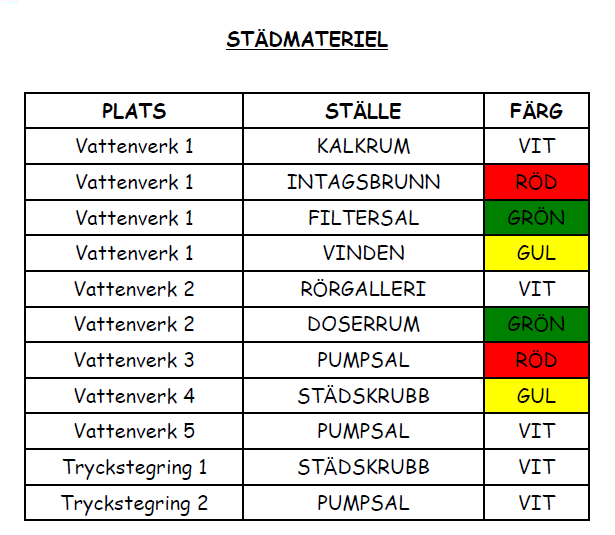 STÄDMATERIEL
PLATS STÄLLE FÄRG
Vattenverk 1 KALKRUM VIT
Vattenverk 1 INTAGSBRUNN RÖD
Vattenverk 1 FILTERSAL GRÖN
Vattenverk 1 VINDEN GUL
Vattenverk 2 RÖRGALLERI VIT
Vattenverk 2 DOSERRUM GRÖN
Vattenverk 3 PUMPSAL RÖD
Vattenverk 4 STÄDSKRUBB GUL
Vattenverk 5 PUMPSAL VIT
Tryckstegring 1 STÄDSKRUBB VIT
Tryckstegring 2 PUMPSAL VIT